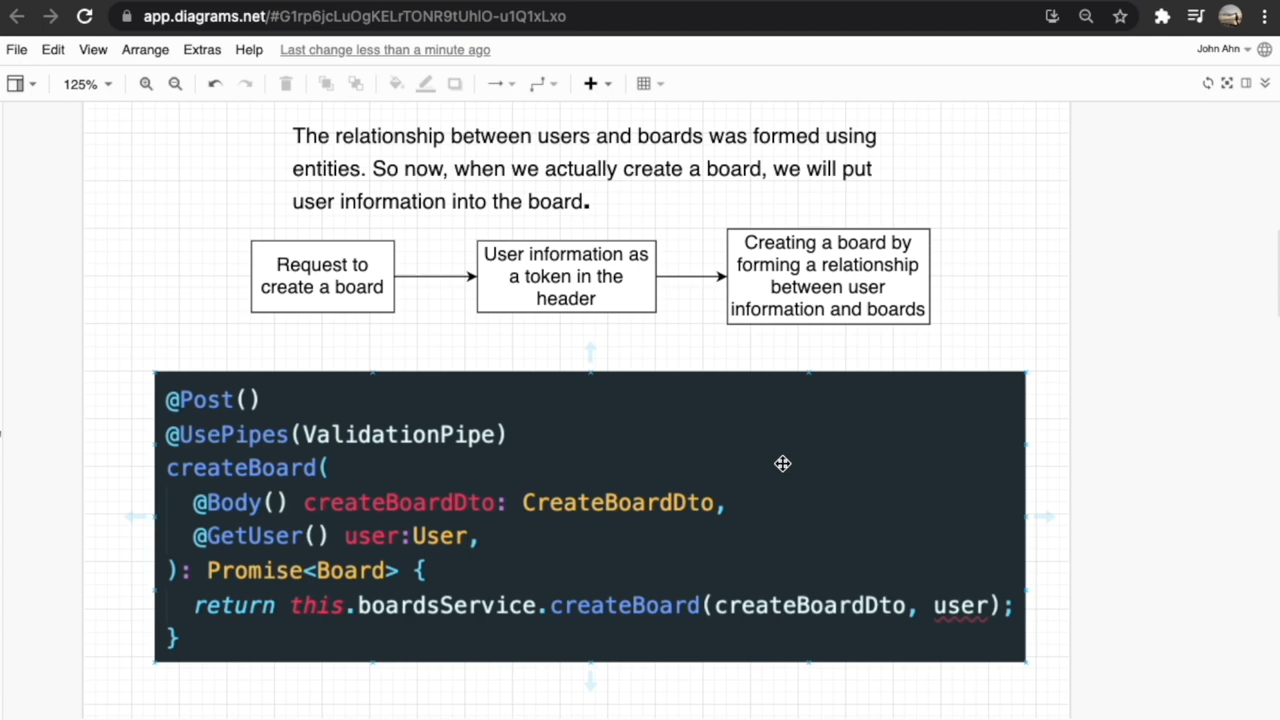 app.diagrams.net/#G1rp6jcLuOgKELrTONR9tUhlO-u1Q1xLxo
File Edit View Arrange Extras Help Last change less than a minute ago
John Ahn
125%
The relationship between users and boards was formed using
entities. So now, when we actually create a board, we will put
user information into the board.
Request to
create a board
User information as
a token in the
header
Creating a board by
forming a relationship
between user
information and boards
@Post()
@UsePipes(ValidationPipe)
createBoard(
@Body() createBoardDto: CreateBoardDto,
@GetUser() user:User,
): Promise<Board> {
return this.boardsService.createBoard(createBoardDto, user);
}